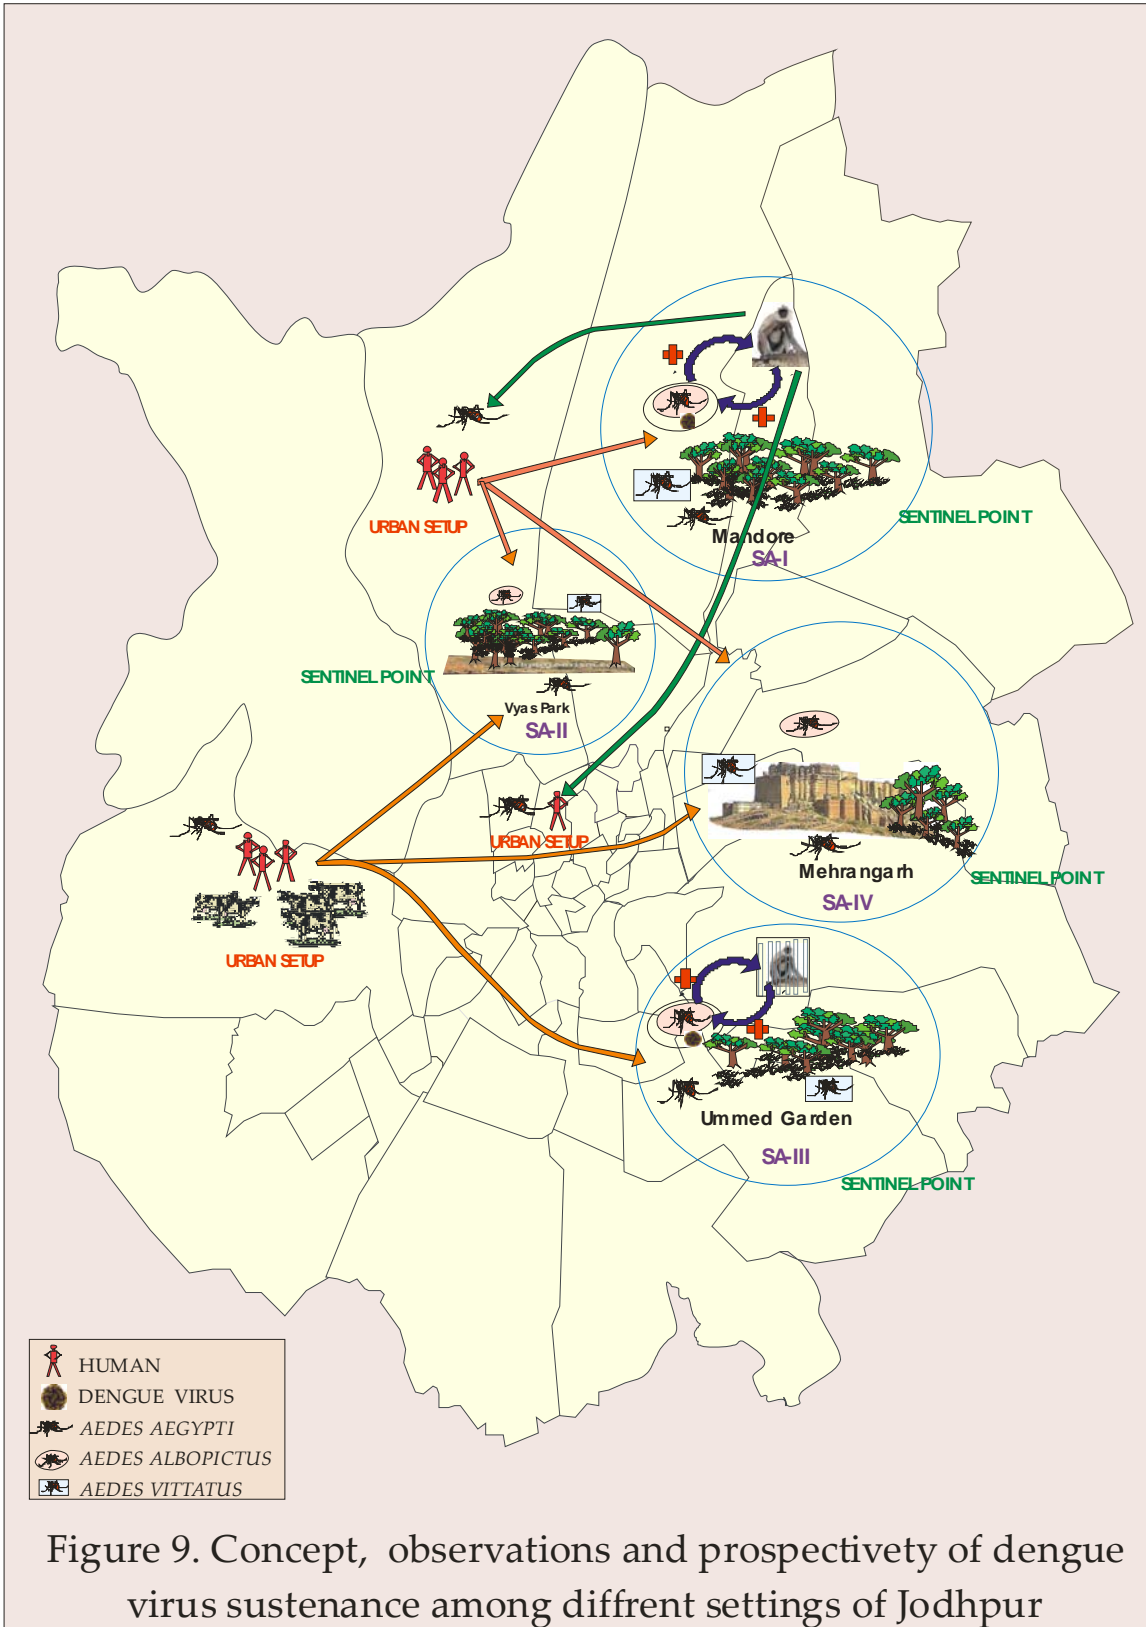 URBAN SETUP
SENTINEL POINT
Mandore
SA-I
SENTINEL POINT
Vyas Park
SA-II
URBAN SETUP
Mehrangarh
SENTINEL POINT
SA-IV
URBAN SETUP
Ummed Garden
SA-III
SENTINEL POINT
HUMAN
DENGUE VIRUS
AEDES AEGYPTI
AEDES ALBOPICTUS
AEDES VITTATUS
Figure 9. Concept, observations and prospectivety of dengue
virus sustenance among diffrent settings of Jodhpur